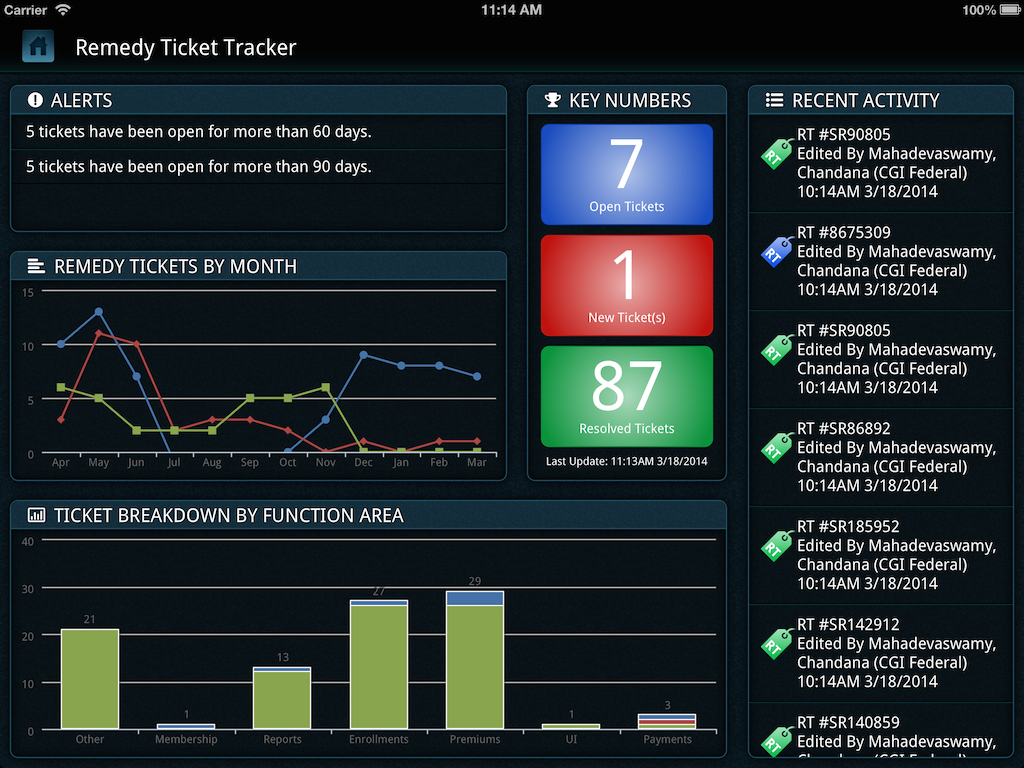 Carrier 11:14 AM 100%
Remedy Ticket Tracker
ALERTS
5 tickets have been open for more than 60 days.
5 tickets have been open for more than 90 days.
REMEDY TICKETS BY MONTH
15
10
5
0
Apr May Jun Jul Aug Sep Oct Nov Dec Jan Feb Mar
KEY NUMBERS
7
Open Tickets
1
New Ticket(s)
87
Resolved Tickets
Last Update: 11:13AM 3/18/2014
TICKET BREAKDOWN BY FUNCTION AREA
40
30
20
10
0
21 1 13 27 29 1 3
Other Membership Reports Enrollments Premiums UI Payments
RECENT ACTIVITY
RT
RT #SR90805
Edited By Mahadevaswamy,
Chandana (CGI Federal)
10:14AM 3/18/2014
RT
RT #8675309
Edited By Mahadevaswamy,
Chandana (CGI Federal)
10:14AM 3/18/2014
RT
RT #SR90805
Edited By Mahadevaswamy,
Chandana (CGI Federal)
10:14AM 3/18/2014
RT
RT #SR86892
Edited By Mahadevaswamy,
Chandana (CGI Federal)
10:14AM 3/18/2014
RT
RT #SR185952
Edited By Mahadevaswamy,
Chandana (CGI Federal)
10:14AM 3/18/2014
RT
RT #SR142912
Edited By Mahadevaswamy,
Chandana (CGI Federal)
10:14AM 3/18/2014
RT
RT #SR140859
Edited By Mahadevaswamy,